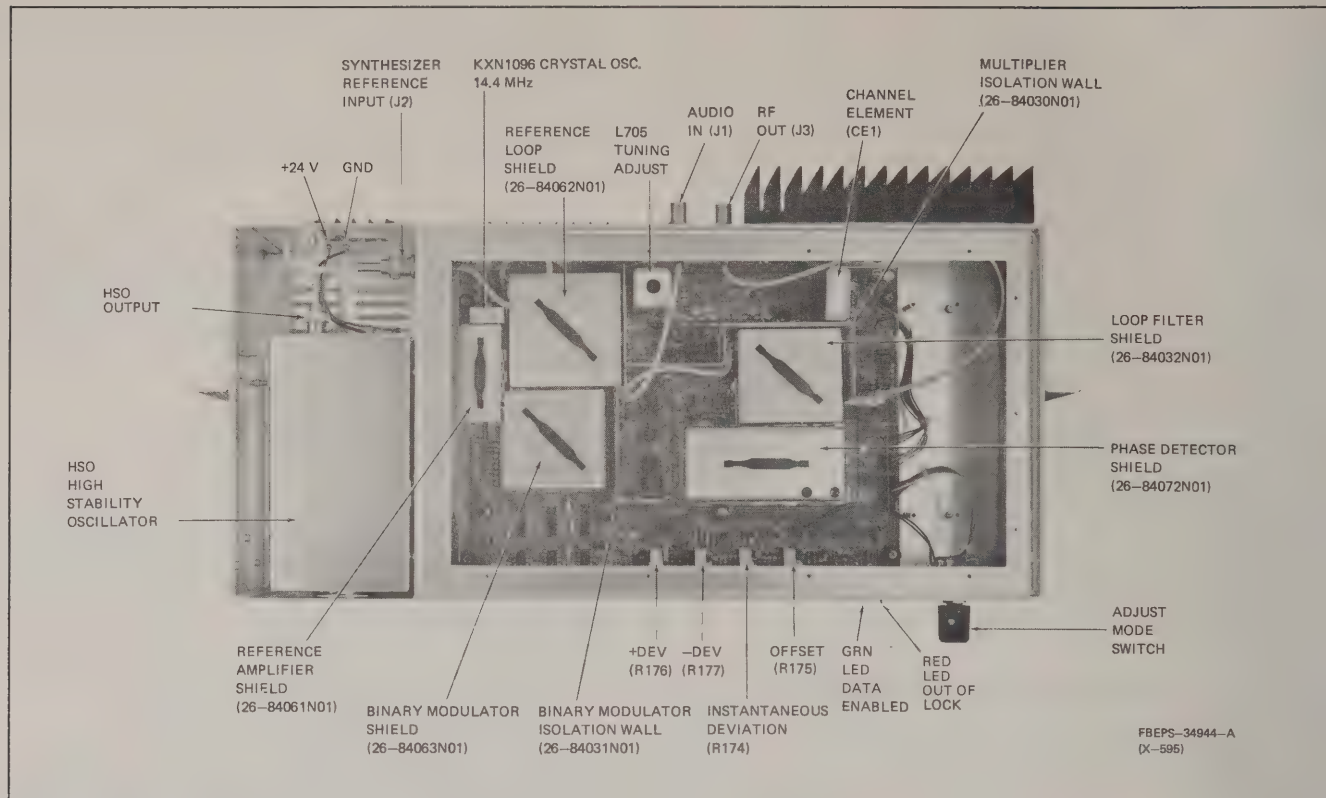 SYNTHESIZER
REFERENCE
INPUT (J2)
KXN1096 CRYSTAL OSC.
14.4 MHz
REFERENCE
LOOP
SHIELD
(26–84062N01)
L705
TUNING
ADJUST
AUDIO
IN (J1)
RF
OUT (J3)
CHANNEL
ELEMENT
(CE1)
MULTIPLIER
ISOLATION WALL
(26–84030N01)
+24 V
GND
HSO
OUTPUT
LOOP FILTER
SHIELD
(26–84032N01)
PHASE DETECTOR
SHIELD
(26–84072N01)
HSO
HIGH
STABILITY
OSCILLATOR
REFERENCE
AMPLIFIER
SHIELD
(26–84061N01)
BINARY MODULATOR
SHIELD
(26–84063N01)
BINARY MODULATOR
ISOLATION WALL
(26–84031N01)
+DEV
(R176)
–DEV
(R177)
INSTANTANEOUS
DEVIATION
(R174)
OFFSET
(R175)
GRN
LED
DATA
ENABLED
RED
LED
OUT OF
LOCK
ADJUST
MODE
SWITCH
FBEPS–34944–A
(X–595)